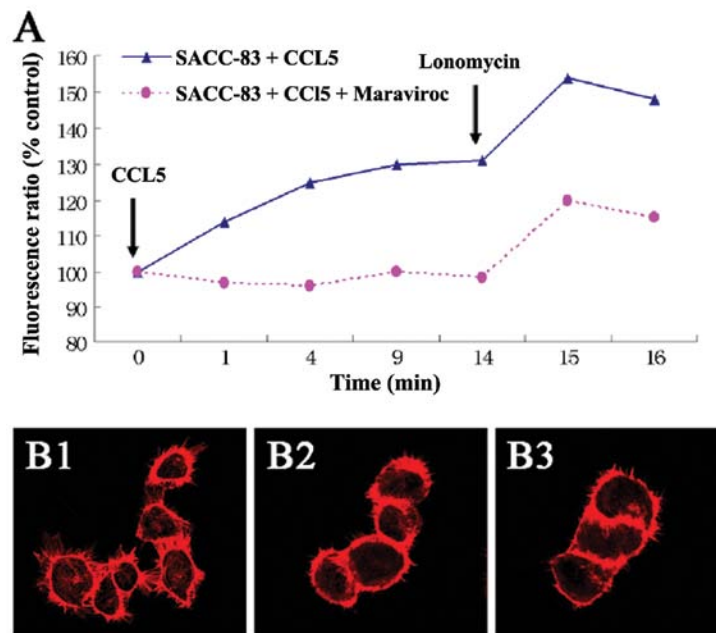 A
160
150
140
130
120
110
100
90
80
Fluorescence ratio (% control)
SACC-83 + CCL5
SACC-83 + CCl5 + Maraviroc
CCL5
Lonomycin
0 1 4 9 14 15 16
Time (min)
B1 B2 B3